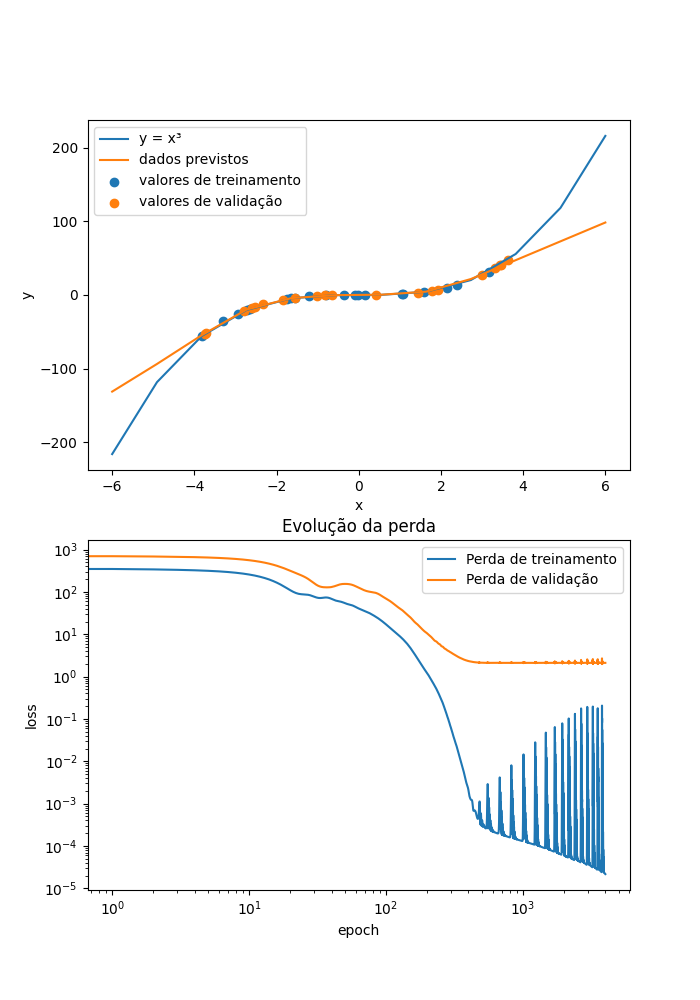 y = x³
dados previstos
valores de treinamento
valores de validação
200
100
0
−100
−200
y
−6 −4 −2 0 2 4 6
x
Evolução da perda
Perda de treinamento
Perda de validação
10³
10²
10¹
10⁰
10⁻¹
10⁻²
10⁻³
10⁻⁴
10⁻⁵
loss
10⁰ 10¹ 10² 10³
epoch